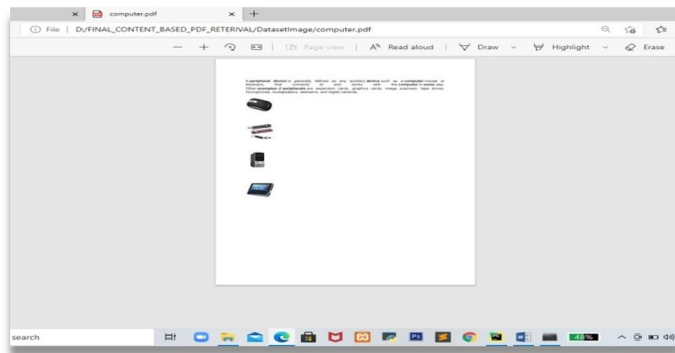 computer.pdf
File | D:/FINAL_CONTENT_BASED_PDF_RETERIVAL/DatasetImage/computer.pdf
Page view | A Read aloud | Draw Highlight Erase
A peripheral device is generally defined as any auxiliary device such as a computer mouse or
keyboard that connects to and works with the computer in some way.
Other examples of peripherals are expansion cards, graphics cards, image scanners, tape drives,
microphones, loudspeakers, webcams, and digital cameras.
search
Ps
W
48%